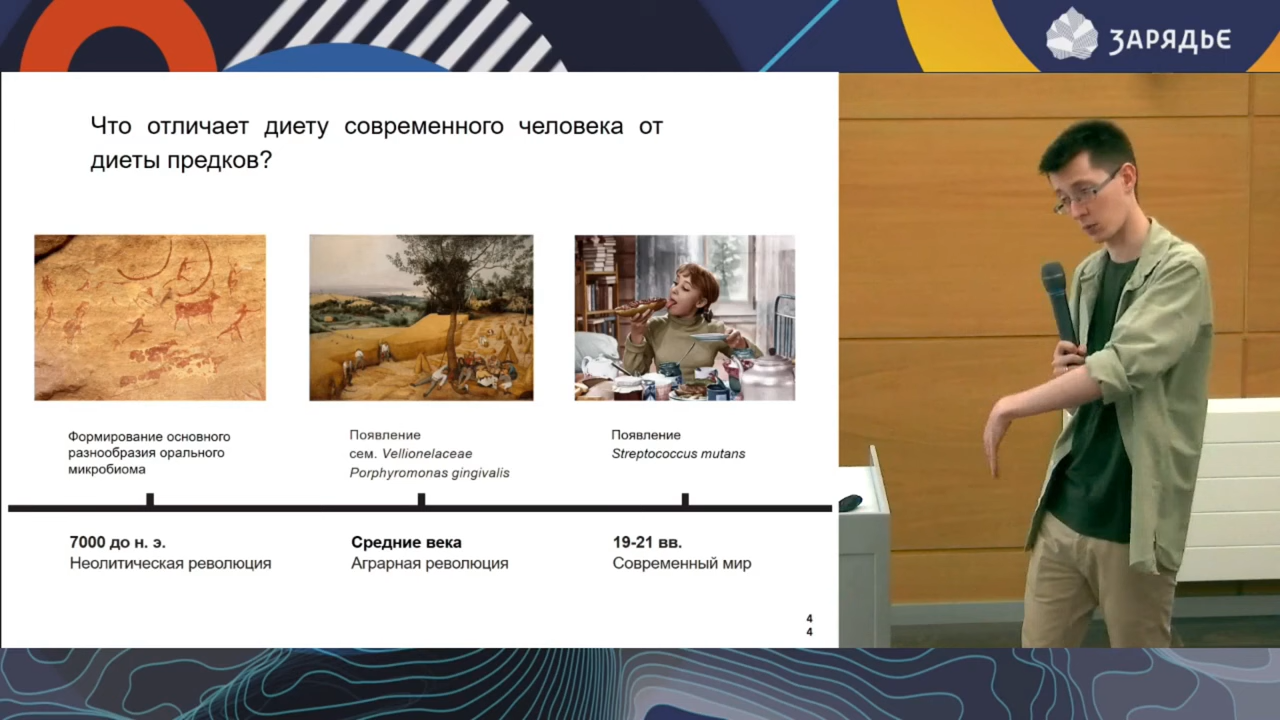 ЗАРЯДЬЕ
Что отличает диету современного человека от
диеты предков?
Формирование основного
разнообразия орального
микробиома
Появление
сем. Vellionelaceae
Porphyromonas gingivalis
Появление
Streptococcus mutans
7000 до н. э.
Неолитическая революция
Средние века
Аграрная революция
19-21 вв.
Современный мир
4
4